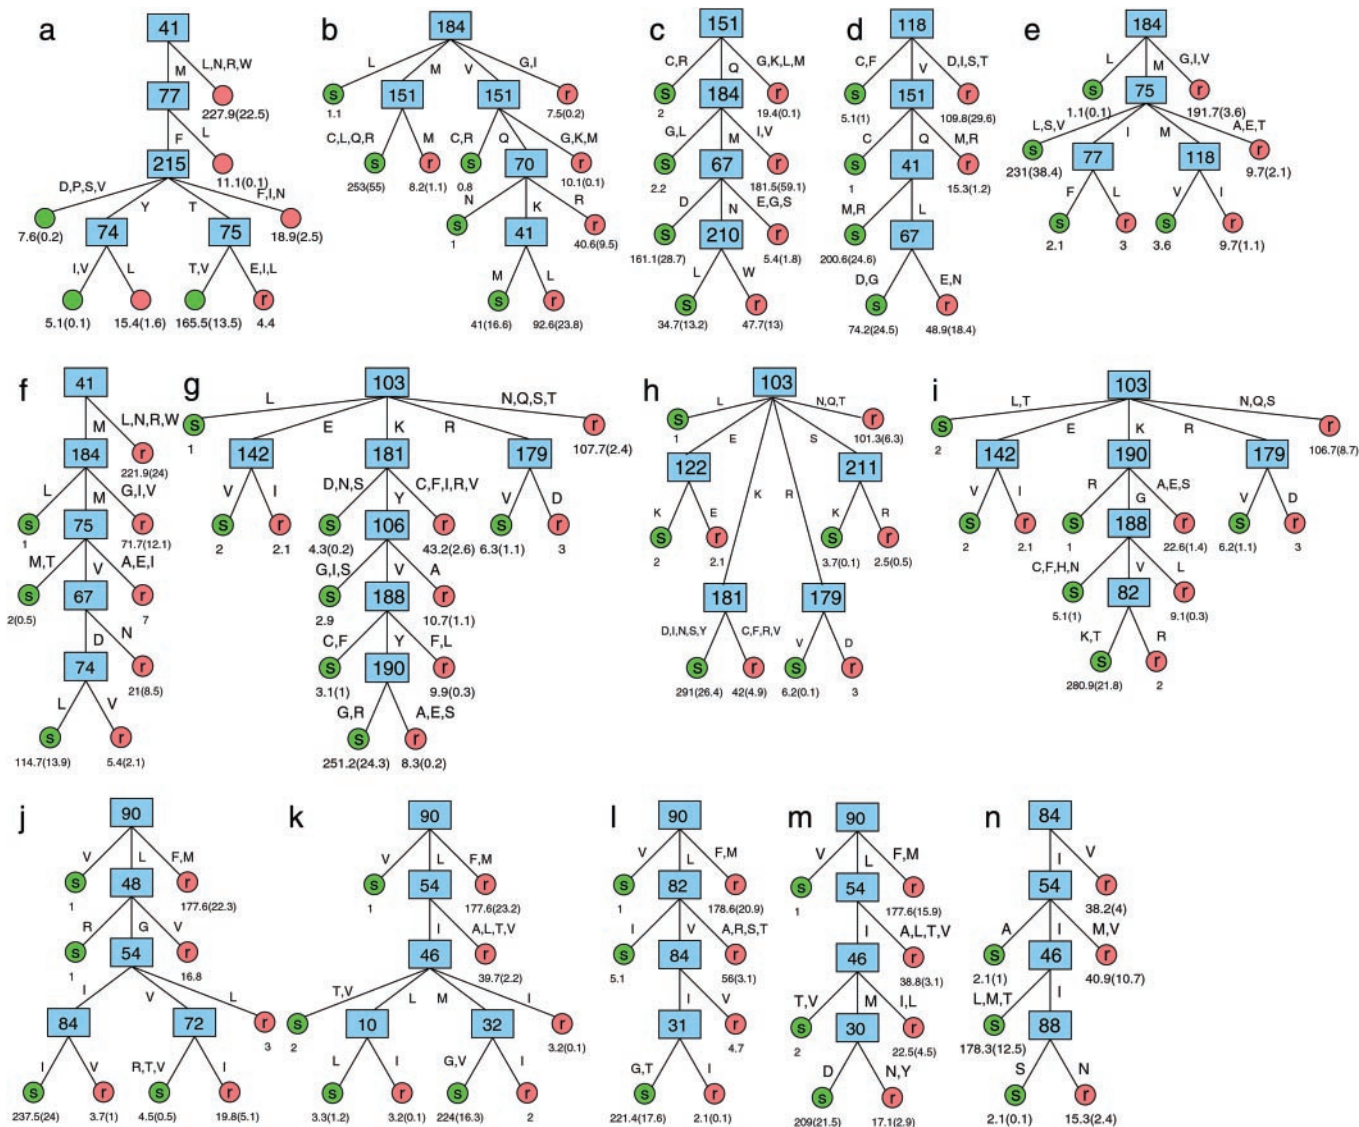 a
41
M
L,N,R,W
77
227.9(22.5)
F
L
215
11.1(0.1)
D,P,S,V
Y
T
F,I,N
7.6(0.2)
74
75
18.9(2.5)
I,V
L
T,V
E,I,L
r
5.1(0.1)
15.4(1.6)
165.5(13.5)
4.4
b
184
L
M
V
G,I
s
151
151
r
1.1
7.5(0.2)
C,L,Q,R
M
C,R
Q
G,K,M
s
r
s
70
r
253(55)
8.2(1.1)
0.8
10.1(0.1)
N
K
R
s
41
r
1
40.6(9.5)
M
L
s
r
41(16.6)
92.6(23.8)
c
151
C,R
Q
G,K,L,M
s
184
r
2
19.4(0.1)
G,L
M
I,V
s
67
r
2.2
181.5(59.1)
D
N
E,G,S
s
210
r
161.1(28.7)
5.4(1.8)
L
W
s
r
34.7(13.2)
47.7(13)
d
118
C,F
V
D,I,S,T
s
151
r
5.1(1)
109.8(29.6)
C
Q
M,R
s
41
r
1
15.3(1.2)
M,R
L
s
67
200.6(24.6)
D,G
E,N
s
r
74.2(24.5)
48.9(18.4)
e
184
L
M
G,I,V
s
75
r
1.1(0.1)
191.7(3.6)
L,S,V
I
M
A,E,T
s
77
118
r
231(38.4)
9.7(2.1)
F
L
V
I
s
r
s
r
2.1
3
3.6
9.7(1.1)
f
41
M
L,N,R,W
184
r
221.9(24)
L
M
G,I,V
s
75
r
1
71.7(12.1)
M,T
V
A,E,I
s
67
r
2(0.5)
7
D
N
74
r
21(8.5)
L
V
s
r
114.7(13.9)
5.4(2.1)
g
103
L
E
K
R
N,Q,S,T
s
142
181
179
r
1
107.7(2.4)
V
I
D,N,S
Y
C,F,I,R,V
V
D
s
r
s
106
r
s
r
2
2.1
4.3(0.2)
43.2(2.6)
6.3(1.1)
3
G,I,S
V
A
s
188
r
2.9
10.7(1.1)
C,F
Y
F,L
s
190
r
3.1(1)
9.9(0.3)
G,R
A,E,S
s
r
251.2(24.3)
8.3(0.2)
h
103
L
N,Q,T
s
r
1
101.3(6.3)
E
K
R
S
122
211
K
E
K
R
s
r
s
r
2
2.1
3.7(0.1)
2.5(0.5)
181
179
D,I,N,S,Y
C,F,R,V
V
D
s
r
s
r
291(26.4)
42(4.9)
6.2(0.1)
3
i
103
L,T
E
K
R
N,Q,S
s
142
190
179
r
2
106.7(8.7)
V
I
R
G
A,E,S
V
D
s
r
s
188
r
s
r
2
2.1
1
22.6(1.4)
6.2(1.1)
3
C,F,H,N
V
L
s
82
r
5.1(1)
9.1(0.3)
K,T
R
s
r
280.9(21.8)
2
j
90
V
L
F,M
s
48
r
1
177.6(22.3)
R
G
V
s
54
r
1
16.8
I
V
L
84
72
r
3
I
V
R,T,V
I
s
r
s
r
237.5(24)
3.7(1)
4.5(0.5)
19.8(5.1)
k
90
V
L
F,M
s
54
r
1
177.6(23.2)
I
A,L,T,V
46
r
39.7(2.2)
T,V
L
M
I
s
10
32
r
2
3.2(0.1)
L
I
G,V
I
s
r
s
r
3.3(1.2)
3.2(0.1)
224(16.3)
2
l
90
V
L
F,M
s
82
r
1
178.6(20.9)
I
V
A,R,S,T
s
84
r
5.1
56(3.1)
I
V
31
r
4.7
G,T
I
s
r
221.4(17.6)
2.1(0.1)
m
90
V
L
F,M
s
54
r
1
177.6(15.9)
I
A,L,T,V
46
r
38.8(3.1)
T,V
M
I,L
s
30
r
2
22.5(4.5)
D
N,Y
s
r
209(21.5)
17.1(2.9)
n
84
I
V
54
r
38.2(4)
A
I
M,V
s
46
r
2.1(1)
40.9(10.7)
L,M,T
I
s
88
178.3(12.5)
S
N
s
r
2.1(0.1)
15.3(2.4)